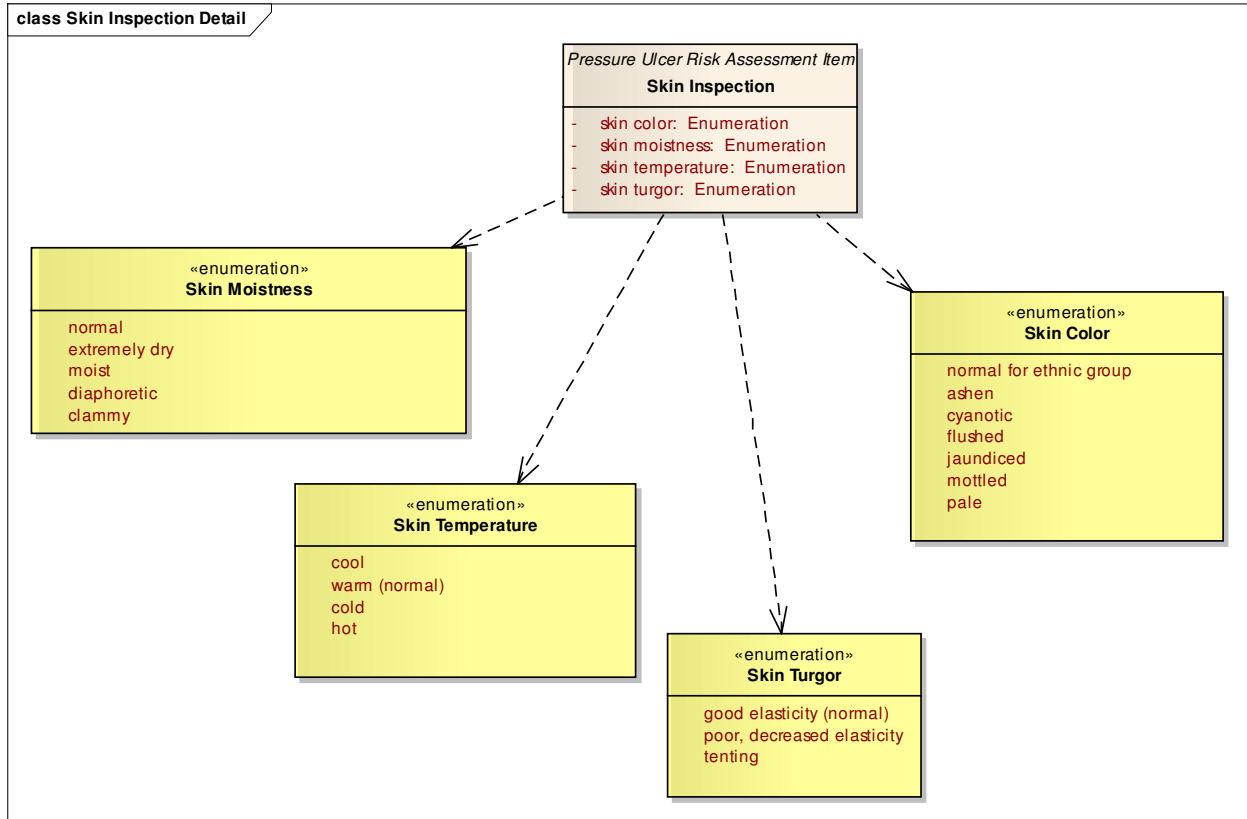 class Skin Inspection Detail
Pressure Ulcer Risk Assessment Item
Skin Inspection
- skin color: Enumeration
- skin moistness: Enumeration
- skin temperature: Enumeration
- skin turgor: Enumeration
«enumeration»
Skin Moistness
normal
extremely dry
moist
diaphoretic
clammy
«enumeration»
Skin Color
normal for ethnic group
ashen
cyanotic
flushed
jaundiced
mottled
pale
«enumeration»
Skin Temperature
cool
warm (normal)
cold
hot
«enumeration»
Skin Turgor
good elasticity (normal)
poor, decreased elasticity
tenting